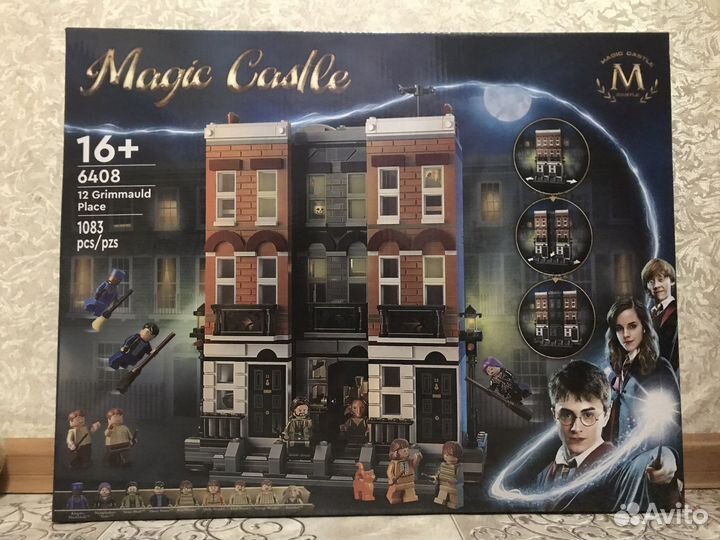 Magic Castle
MAGIC CASTLE
M
16+
6408
12 Grimmauld
Place
1083
pcs/pzs
Avito